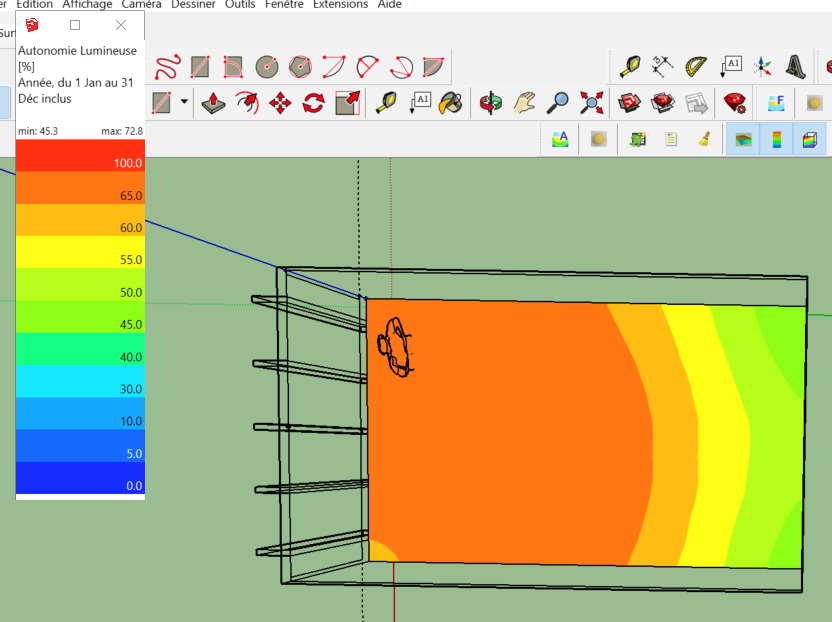 er Edition Affichage Caméra Dessiner Outils Fenêtre Extensions Aide
Sur
Autonomie Lumineuse
[%]
Année, du 1 Jan au 31
Déc inclus
min: 45.3 max: 72.8
100.0
65.0
60.0
55.0
50.0
45.0
40.0
30.0
10.0
5.0
0.0
3
A1
A1
F
A